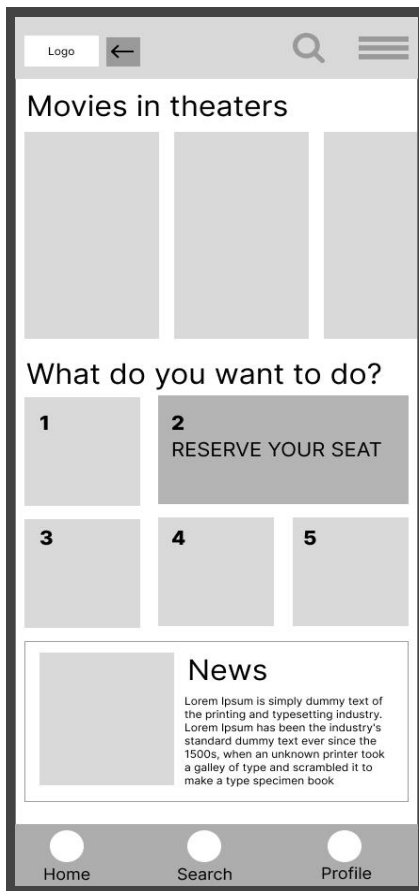 Logo
Movies in theaters
What do you want to do?
1
2
RESERVE YOUR SEAT
3
4
5
News
Lorem Ipsum is simply dummy text of
the printing and typesetting industry.
Lorem Ipsum has been the industry's
standard dummy text ever since the
1500s, when an unknown printer took
a galley of type and scrambled it to
make a type specimen book
Home
Search
Profile